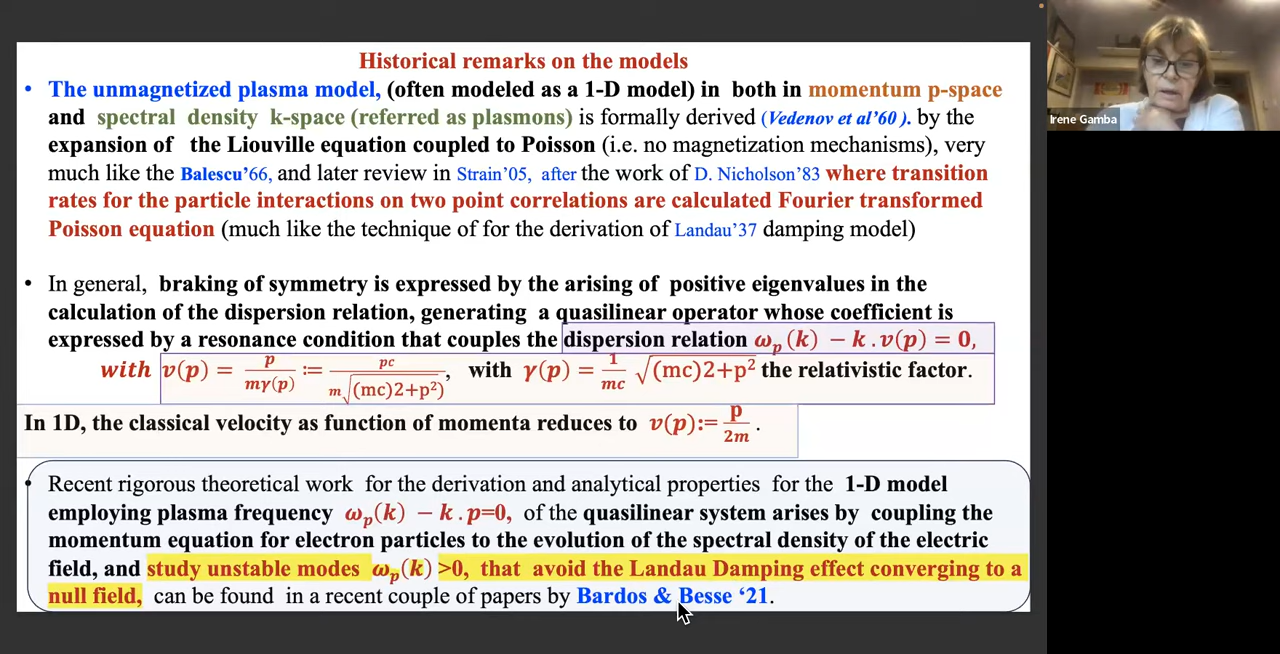 Historical remarks on the models
• The unmagnetized plasma model, (often modeled as a 1-D model) in both in momentum p-space
and spectral density k-space (referred as plasmons) is formally derived (Vedenov et al'60 ). by the
expansion of the Liouville equation coupled to Poisson (i.e. no magnetization mechanisms), very
much like the Balescu'66, and later review in Strain'05, after the work of D. Nicholson'83 where transition
rates for the particle interactions on two point correlations are calculated Fourier transformed
Poisson equation (much like the technique of for the derivation of Landau'37 damping model)
• In general, braking of symmetry is expressed by the arising of positive eigenvalues in the
calculation of the dispersion relation, generating a quasilinear operator whose coefficient is
expressed by a resonance condition that couples the dispersion relation ωₚ(k) − k . v(p) = 0,
with v(p) = p/mγ(p) := pc/m√((mc)2+p²), with γ(p) = 1/mc √((mc)2+p²) the relativistic factor.
In 1D, the classical velocity as function of momenta reduces to v(p):= p/2m .
• Recent rigorous theoretical work for the derivation and analytical properties for the 1-D model
employing plasma frequency ωₚ(k) − k . p=0, of the quasilinear system arises by coupling the
momentum equation for electron particles to the evolution of the spectral density of the electric
field, and study unstable modes ωₚ(k) >0, that avoid the Landau Damping effect converging to a
null field, can be found in a recent couple of papers by Bardos & Besse '21.
Irene Gamba